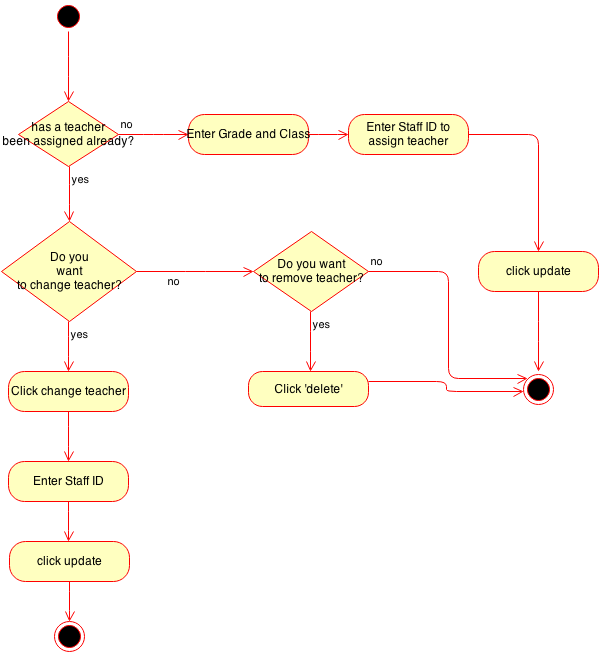 has a teacher
been assigned already?
no
Enter Grade and Class
Enter Staff ID to
assign teacher
yes
Do you
want
to change teacher?
no
Do you want
to remove teacher?
no
click update
yes
yes
Click change teacher
Click 'delete'
Enter Staff ID
click update